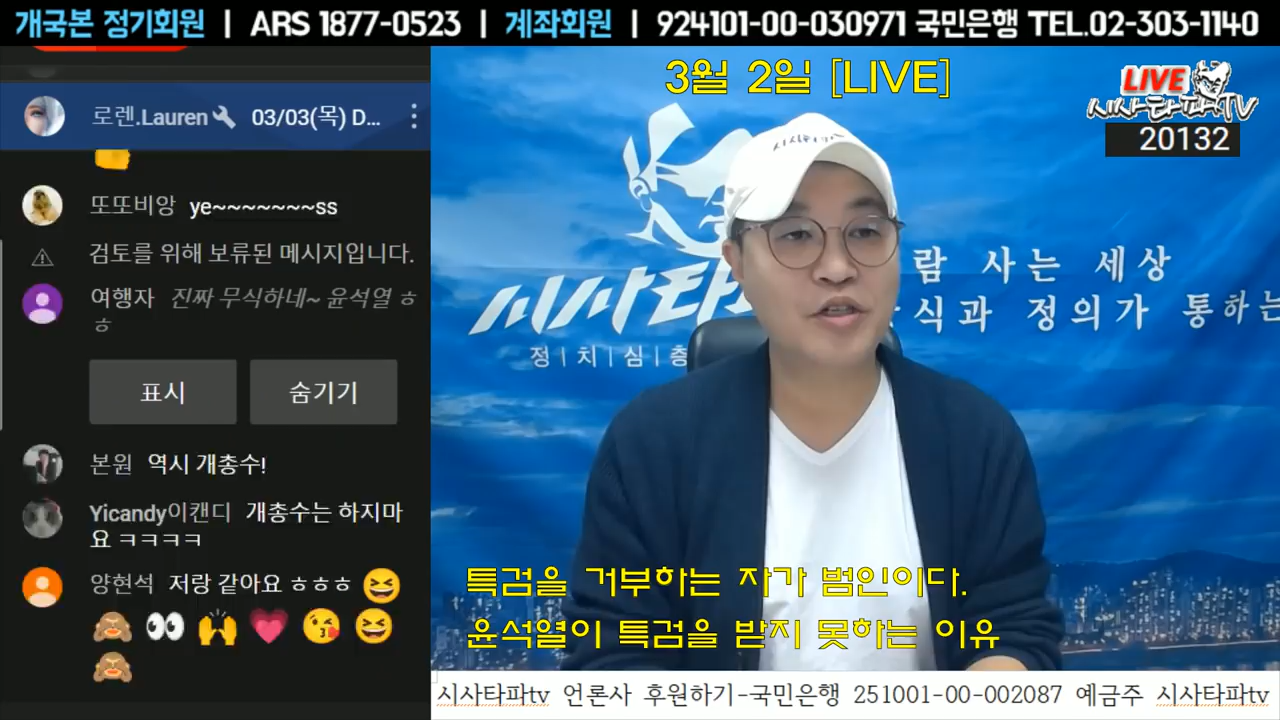 개국본 정기회원 | ARS 1877-0523 | 계좌회원 | 924101-00-030971 국민은행 TEL.02-303-1140
로렌.Lauren 03/03(목) D...
또또비앙 ye~~~~~~~ss
검토를 위해 보류된 메시지입니다.
여행자 진짜 무식하네~ 윤석열 ㅎ
ㅎ
표시 숨기기
본원 역시 개총수!
Yicandy이캔디 개총수는 하지마
요 ㅋㅋㅋㅋ
양현석 저랑 같아요 ㅎㅎㅎ 😆
🙈 👀 🙌 💗 😘 😆
🙈
3월 2일 [LIVE]
LIVE
시사타파TV
20132
람 사는 세상
식과 정의가 통하는
시사타
정|치|심|층
특검을 거부하는 자가 범인이다.
윤석열이 특검을 받지 못하는 이유
시사타파tv 언론사 후원하기-국민은행 251001-00-002087 예금주 시사타파tv